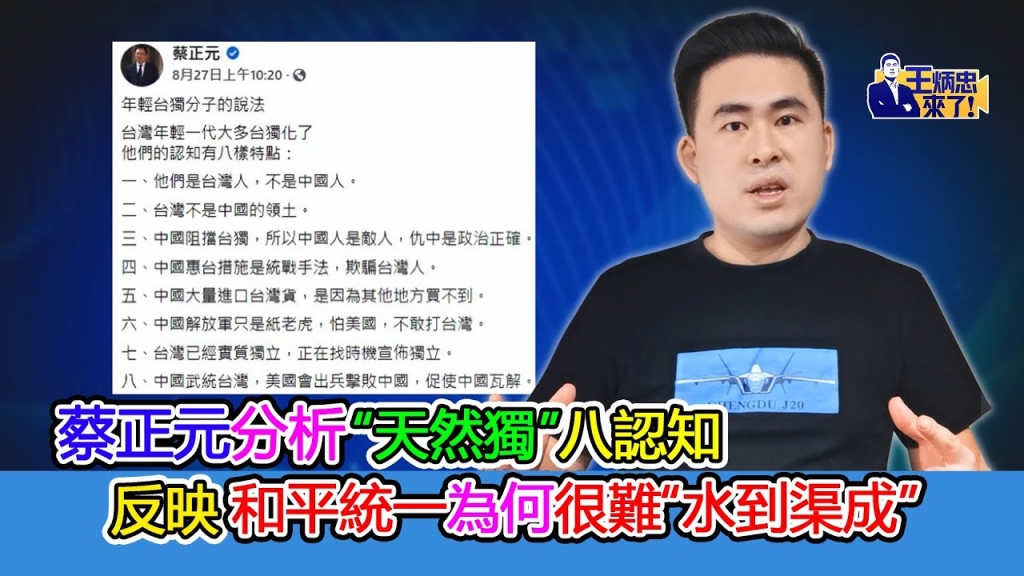 蔡正元
8月27日上午10:20
年輕台獨分子的說法
台灣年輕一代大多台獨化了
他們的認知有八樣特點：
一、他們是台灣人，不是中國人。
二、台灣不是中國的領土。
三、中國阻擋台獨，所以中國人是敵人，仇中是政治正確。
四、中國惠台措施是統戰手法，欺騙台灣人。
五、中國大量進口台灣貨，是因為其他地方買不到。
六、中國解放軍只是紙老虎，怕美國，不敢打台灣。
七、台灣已經實質獨立，正在找時機宣佈獨立。
八、中國武統台灣，美國會出兵擊敗中國，促使中國瓦解。
王炳忠
來了!
CHENGDU J20
蔡正元分析“天然獨”八認知
反映 和平統一為何很難“水到渠成”